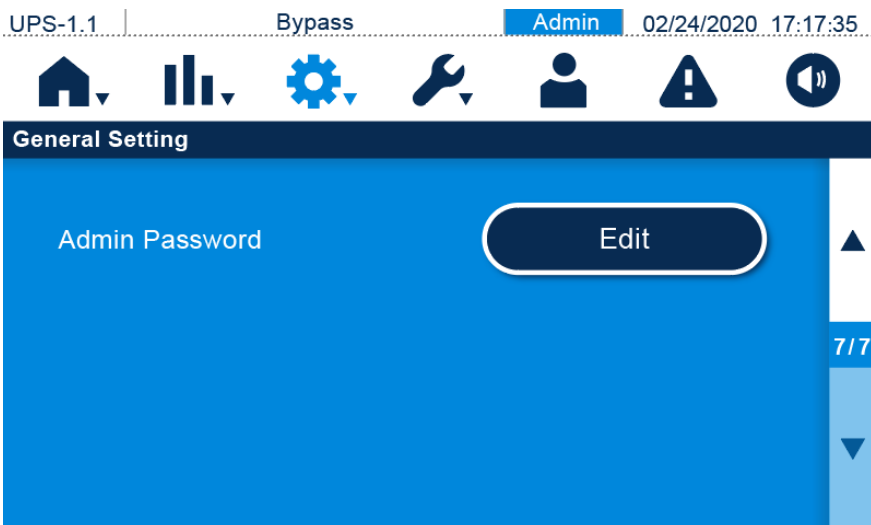 UPS-1.1 Bypass Admin 02/24/2020 17:17:35
General Setting
Admin Password Edit
7/7